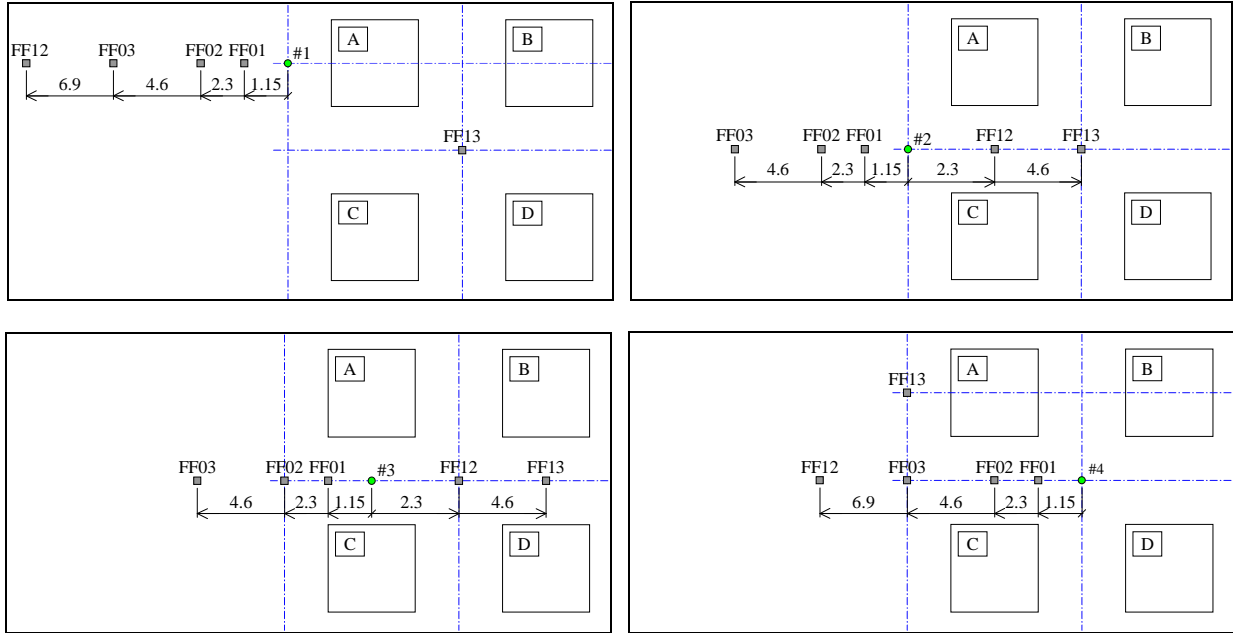 A
B
FF12 FF03 FF02 FF01 #1
6.9 4.6 2.3 1.15
FF13
C
D
A
B
FF03 FF02 FF01 #2 FF12 FF13
4.6 2.3 1.15 2.3 4.6
C
D
A
B
FF03 FF02 FF01 #3 FF12 FF13
4.6 2.3 1.15 2.3 4.6
C
D
A
B
FF13
FF12 FF03 FF02 FF01 #4
6.9 4.6 2.3 1.15
C
D